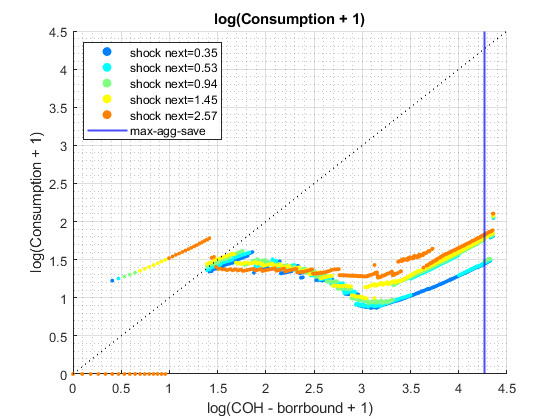 log(Consumption + 1)
4.5
4
3.5
3
2.5
2
1.5
1
0.5
0
log(Consumption + 1)
shock next=0.35
shock next=0.53
shock next=0.94
shock next=1.45
shock next=2.57
max-agg-save
0 0.5 1 1.5 2 2.5 3 3.5 4 4.5
log(COH - borrbound + 1)